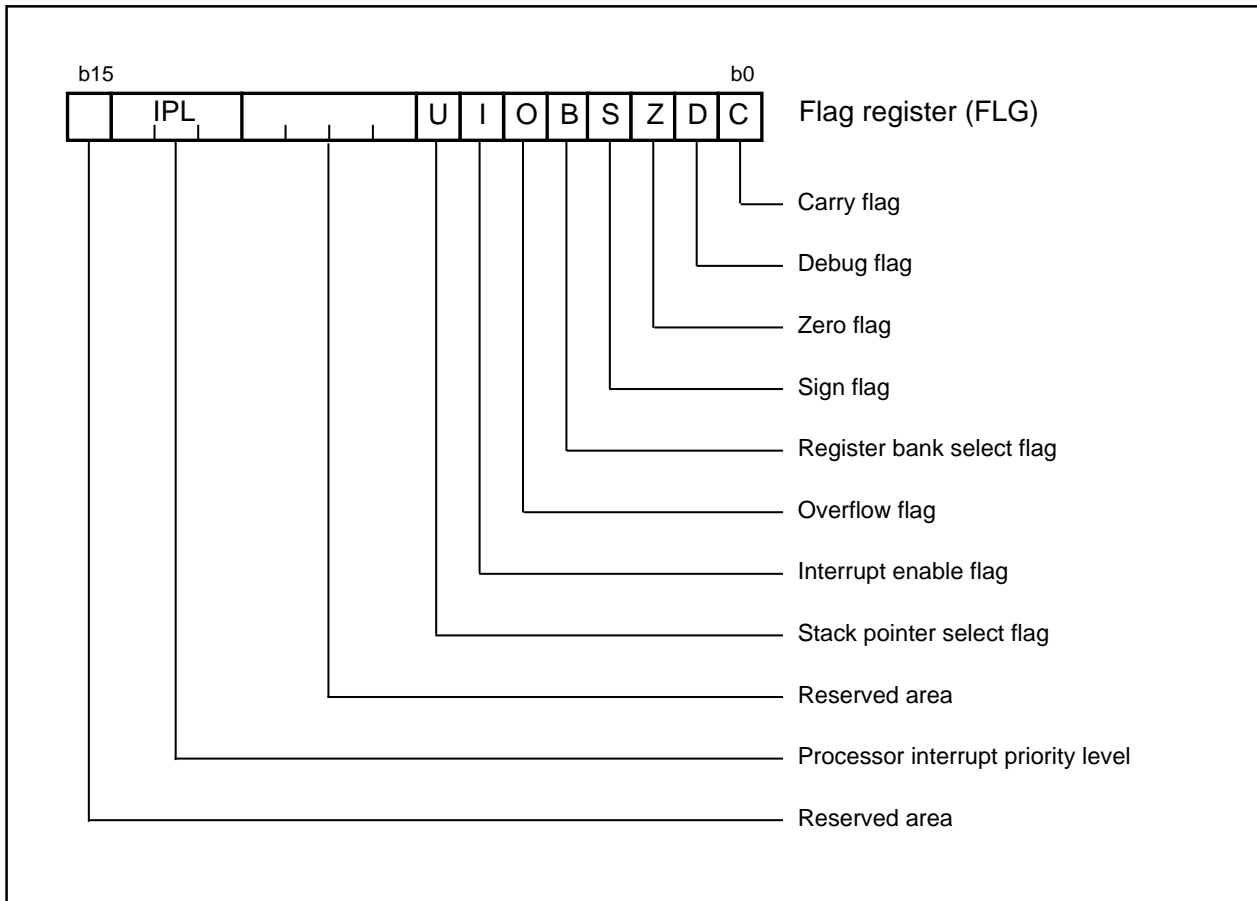 b15 b0
IPL U I O B S Z D C Flag register (FLG)
Carry flag
Debug flag
Zero flag
Sign flag
Register bank select flag
Overflow flag
Interrupt enable flag
Stack pointer select flag
Reserved area
Processor interrupt priority level
Reserved area